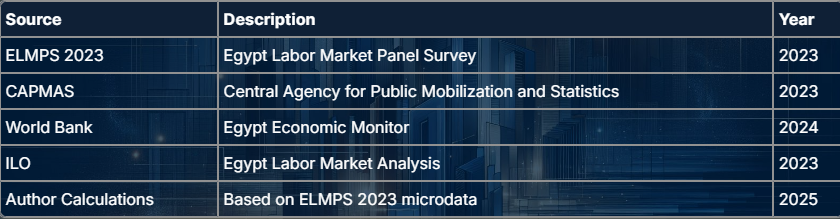 Source Description Year
ELMPS 2023 Egypt Labor Market Panel Survey 2023
CAPMAS Central Agency for Public Mobilization and Statistics 2023
World Bank Egypt Economic Monitor 2024
ILO Egypt Labor Market Analysis 2023
Author Calculations Based on ELMPS 2023 microdata 2025